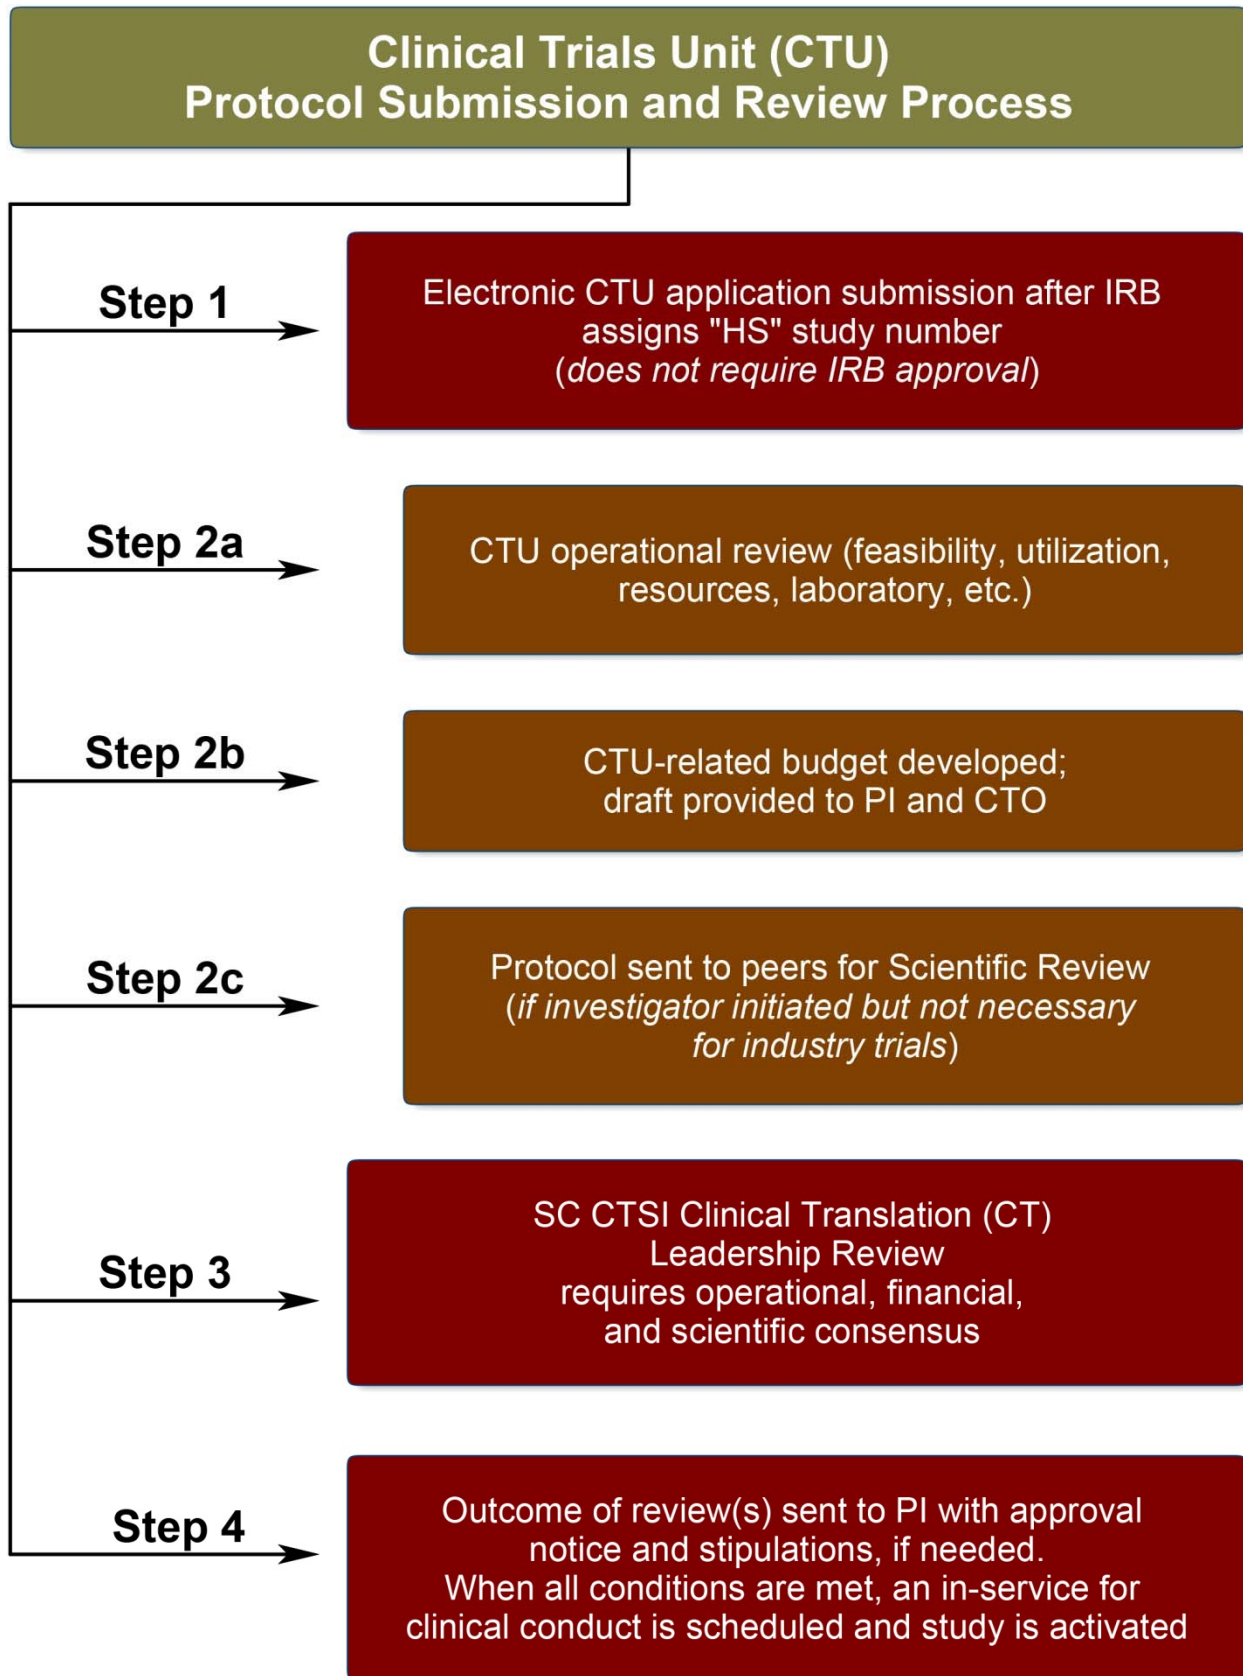 Clinical Trials Unit (CTU)
Protocol Submission and Review Process
Step 1
Electronic CTU application submission after IRB
assigns "HS" study number
(does not require IRB approval)
Step 2a
CTU operational review (feasibility, utilization,
resources, laboratory, etc.)
Step 2b
CTU-related budget developed;
draft provided to PI and CTO
Step 2c
Protocol sent to peers for Scientific Review
(if investigator initiated but not necessary
for industry trials)
Step 3
SC CTSI Clinical Translation (CT)
Leadership Review
requires operational, financial,
and scientific consensus
Step 4
Outcome of review(s) sent to PI with approval
notice and stipulations, if needed.
When all conditions are met, an in-service for
clinical conduct is scheduled and study is activated